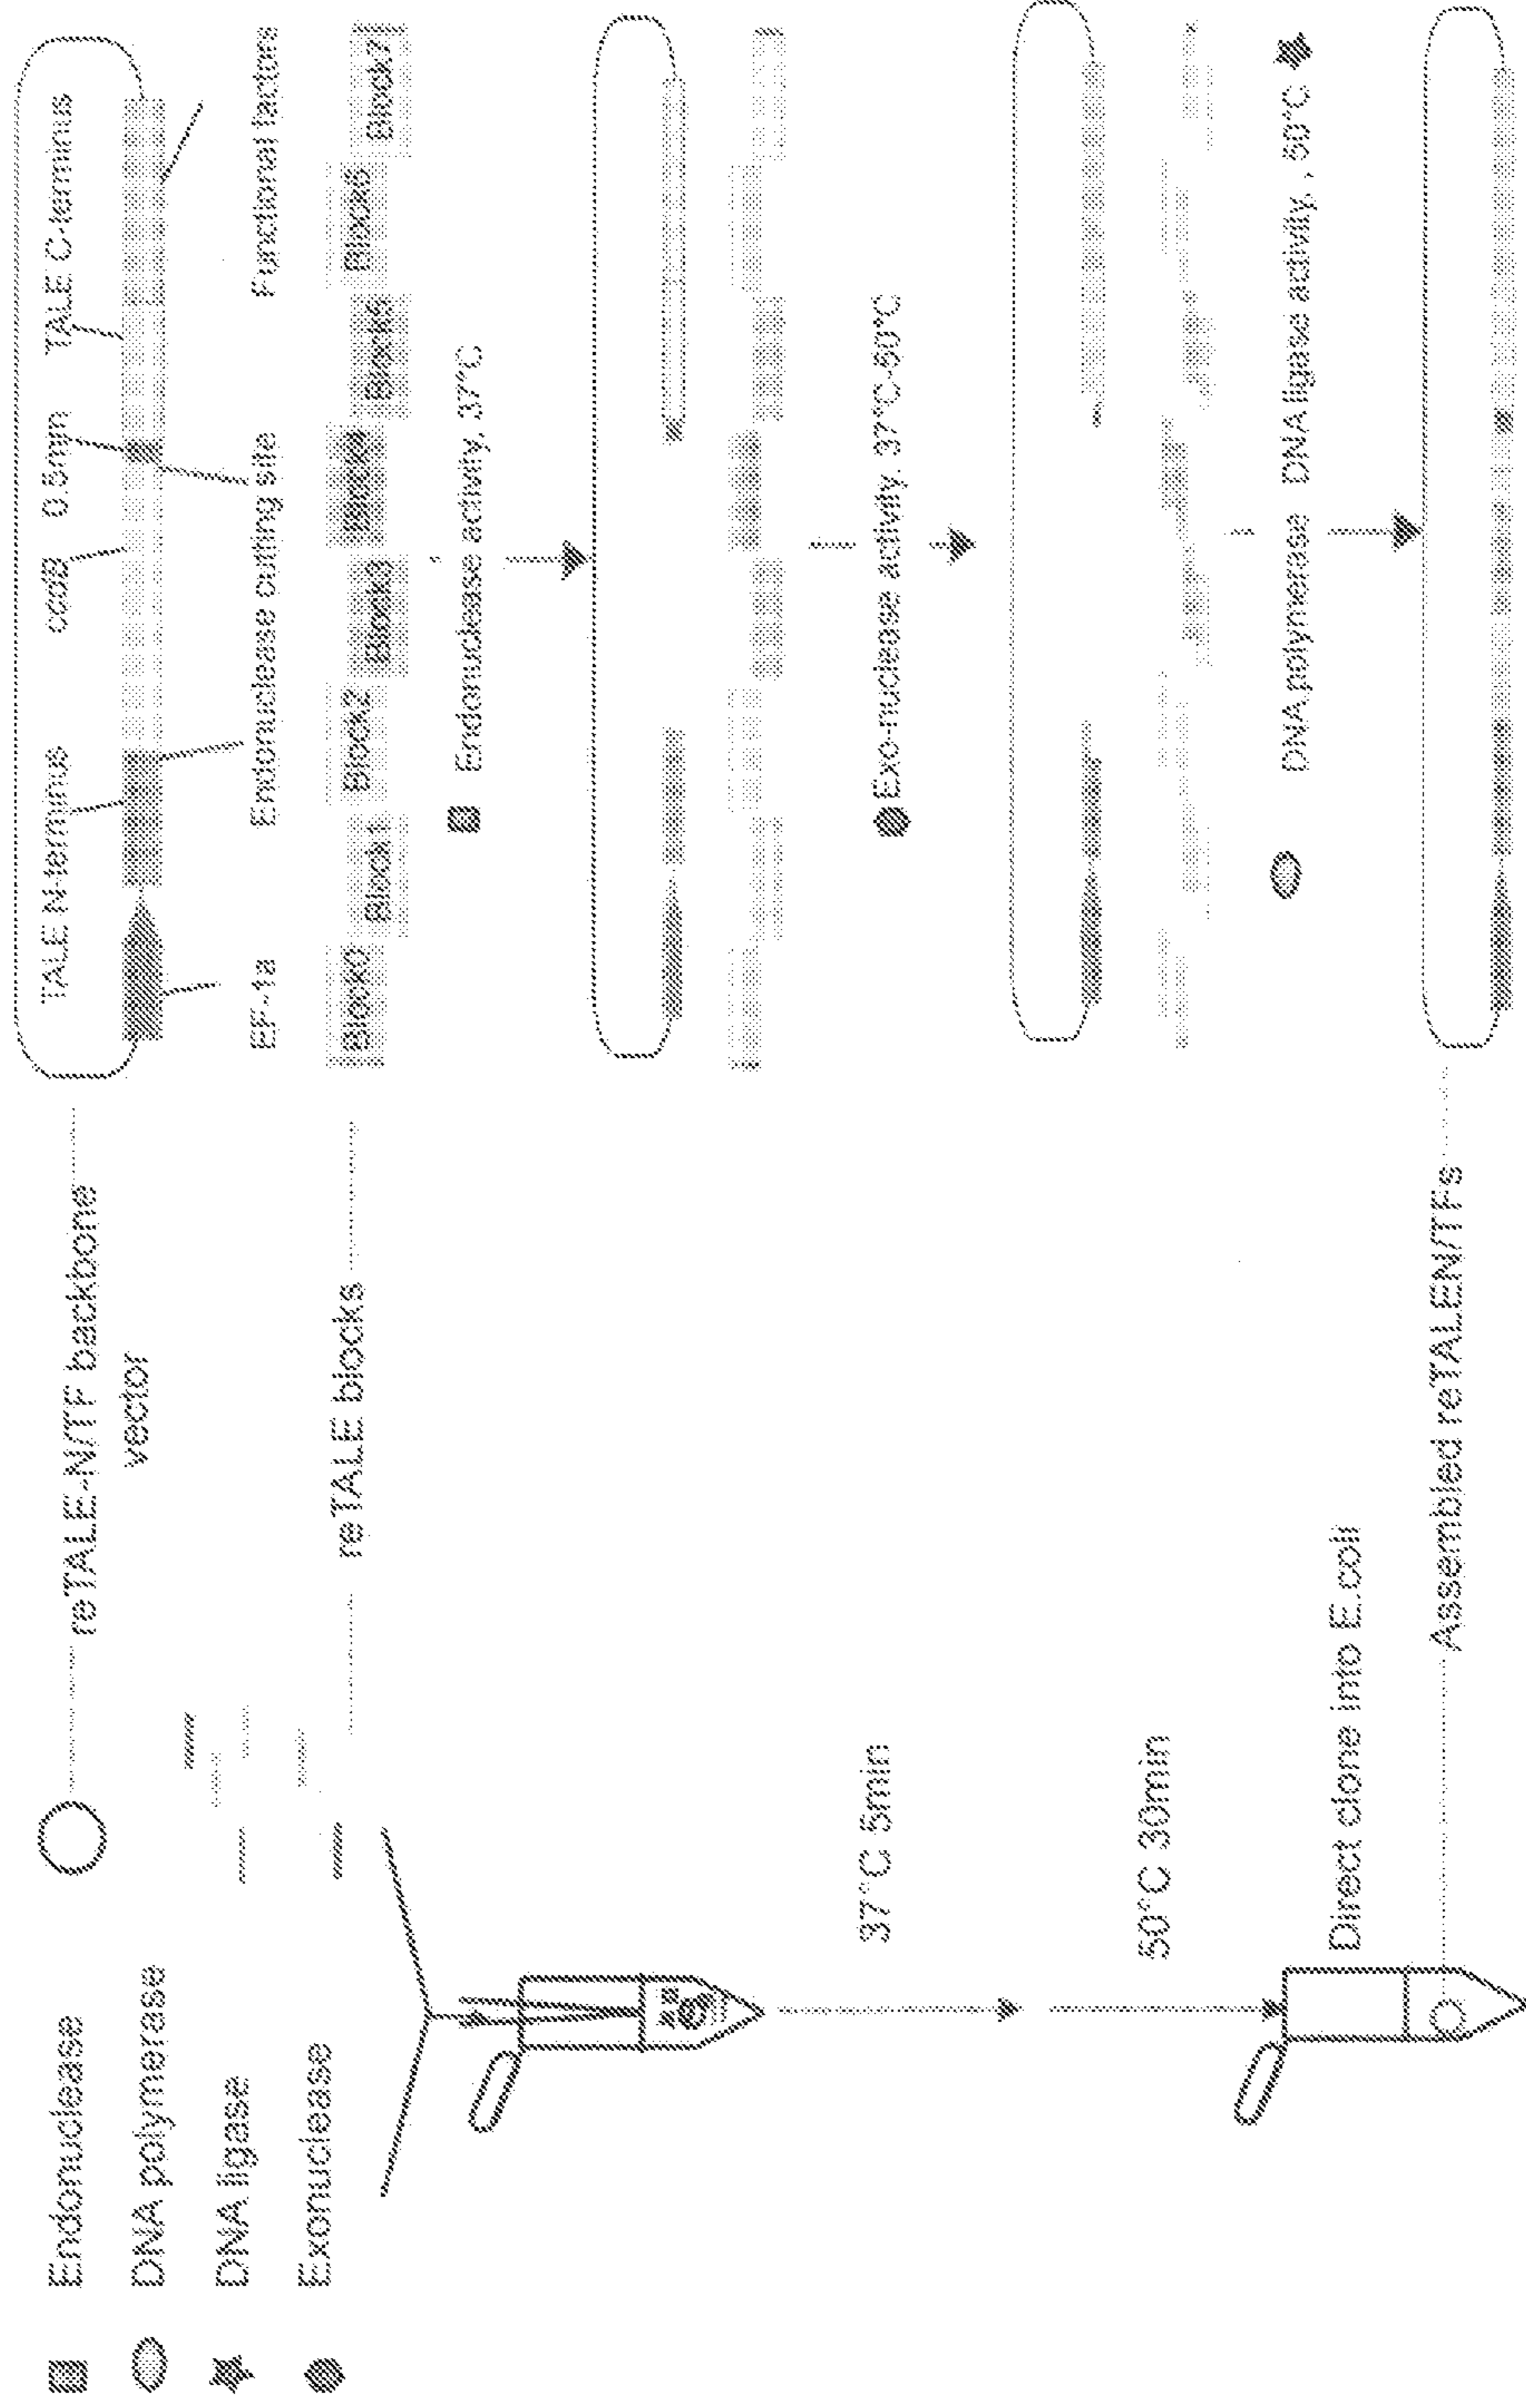 Endonuclease
DNA polymerase
DNA ligase
Exonuclease
reTALE-N/TF backbone
vector
reTALE blocks
37°C 5min
50°C 30min
Direct clone into E.coli
Assembled reTALEN/TFs
TALE N-terminus
ccdB
0.5mn
TALE C-terminus
EF-1a
Endonuclease cutting site
Functional factors
Block0
Block1
Block2
Block3
Block4
Block5
Block6
Block7
Endonuclease activity, 37°C
Exo-nuclease activity. 37°C-50°C
DNA polymerase DNA ligase activity, , 50°C